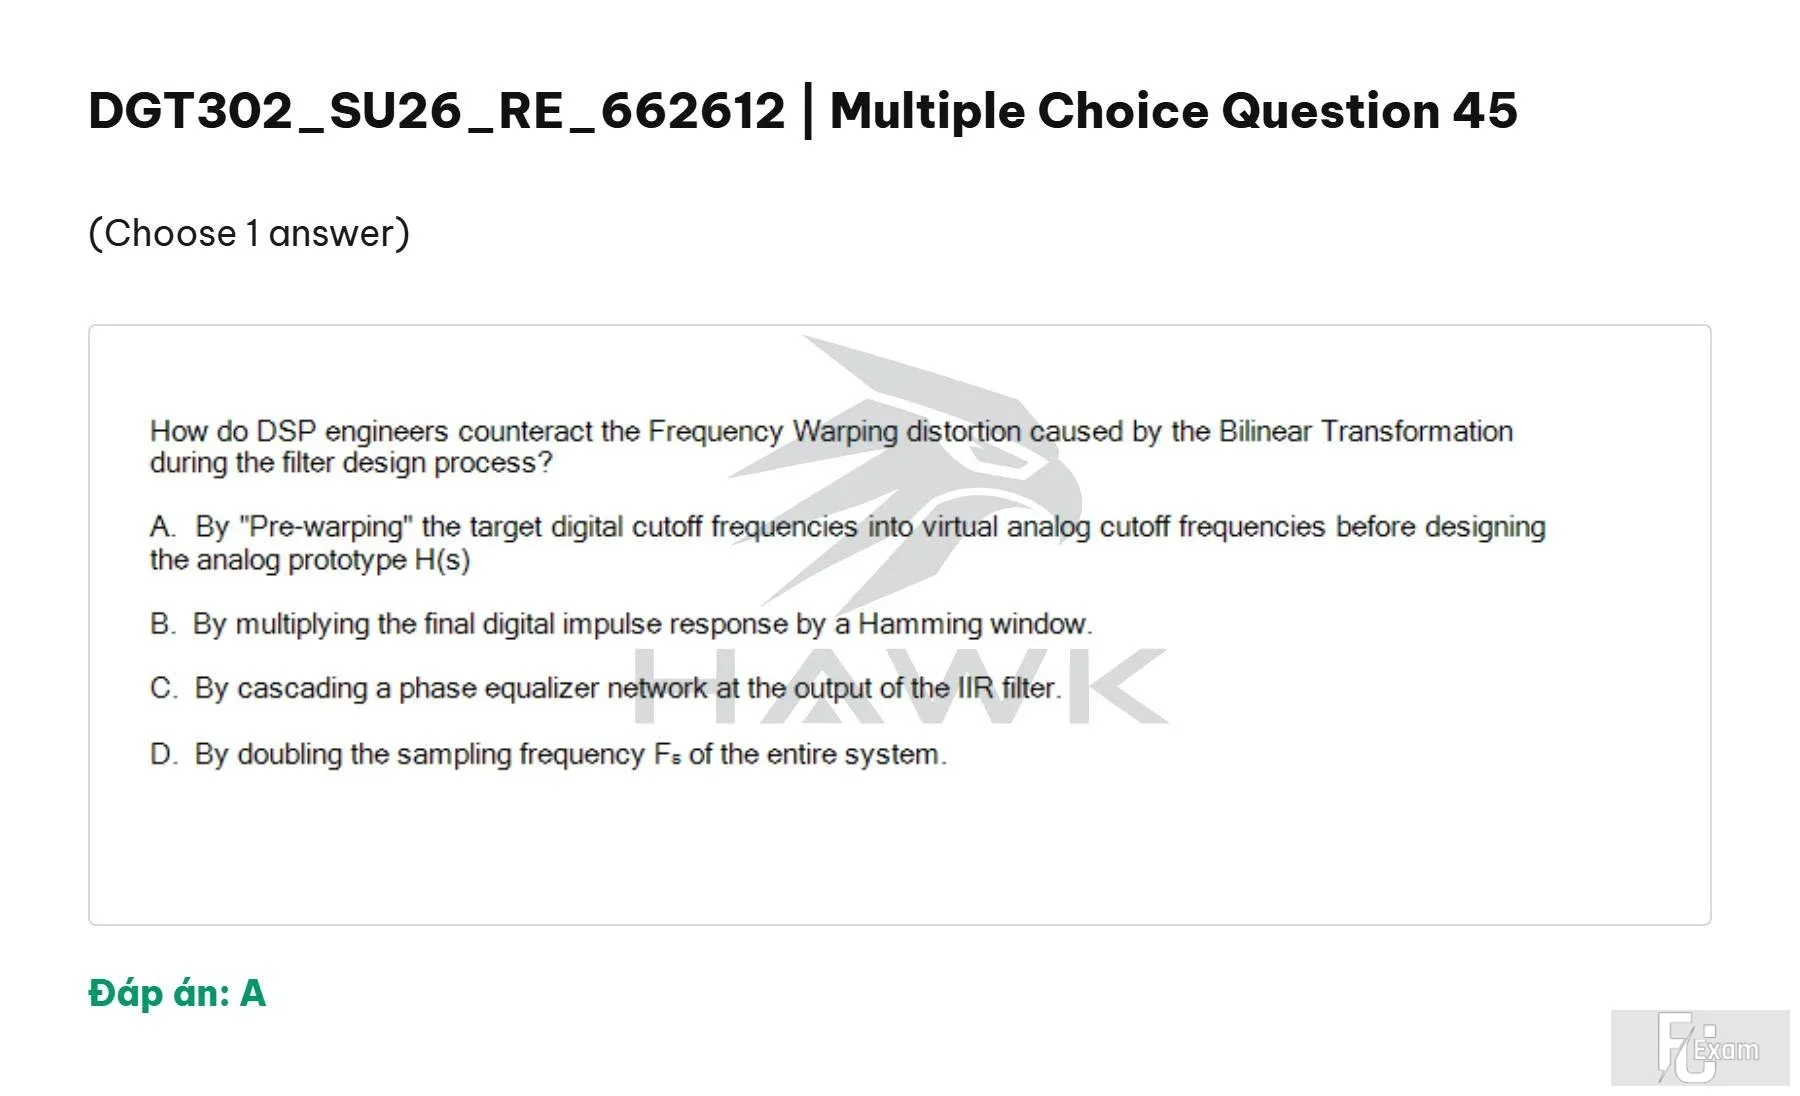 DGT302_SU26_RE_662612 | Multiple Choice Question 45
(Choose 1 answer)
How do DSP engineers counteract the Frequency Warping distortion caused by the Bilinear Transformation
during the filter design process?
A. By "Pre-warping" the target digital cutoff frequencies into virtual analog cutoff frequencies before designing
the analog prototype H(s)
B. By multiplying the final digital impulse response by a Hamming window.
C. By cascading a phase equalizer network at the output of the IIR filter.
HAWK
D. By doubling the sampling frequency Fₛ of the entire system.
Đáp án: A
FU Exam